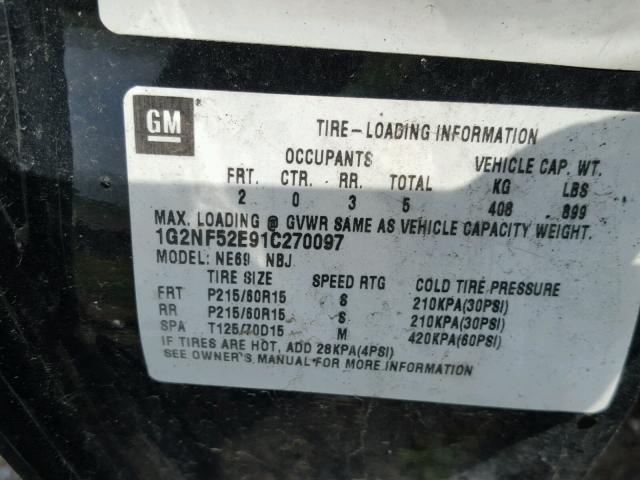 GM
TIRE-LOADING INFORMATION
OCCUPANTS VEHICLE CAP. WT.
FRT. CTR. RR. TOTAL KG LBS
2 0 3 5 408 899
MAX. LOADING @ GVWR SAME AS VEHICLE CAPACITY WEIGHT.
1G2NF52E91C270097
MODEL: NE69 NBJ
TIRE SIZE SPEED RTG COLD TIRE PRESSURE
FRT P215/60R15 S 210KPA(30PSI)
RR P215/60R15 S 210KPA(30PSI)
SPA T125/70D15 M 420KPA(60PSI)
IF TIRES ARE HOT, ADD 28KPA(4PSI)
SEE OWNER'S MANUAL FOR MORE INFORMATION